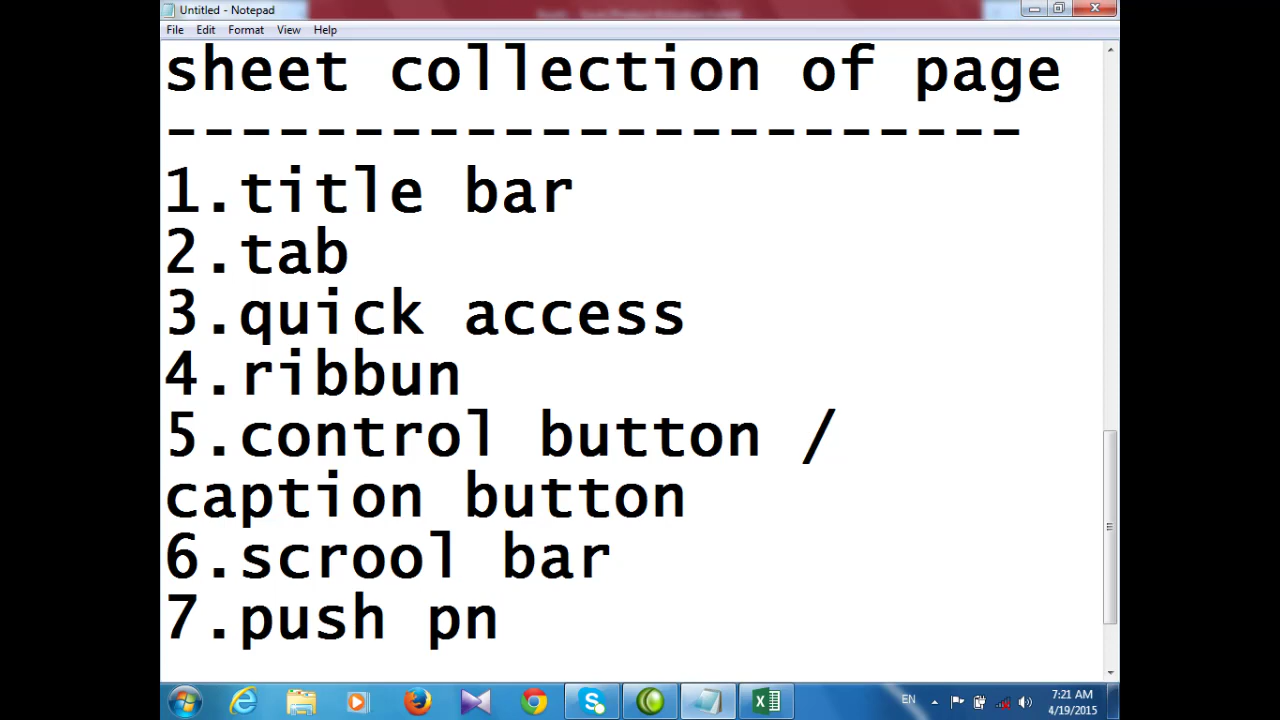 Untitled - Notepad
File Edit Format View Help
sheet collection of page
-----------------------
1.title bar
2.tab
3.quick access
4.ribbun
5.control button /
caption button
6.scrool bar
7.push pn
EN
7:21 AM
4/19/2015